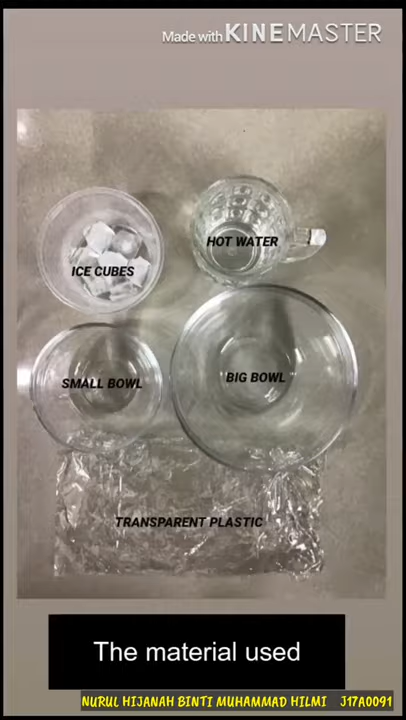 Made with KINEMASTER
HOT WATER
ICE CUBES
SMALL BOWL
BIG BOWL
TRANSPARENT PLASTIC
The material used
NURUL HIJANAH BINTI MUHAMMAD HILMI J17A0091